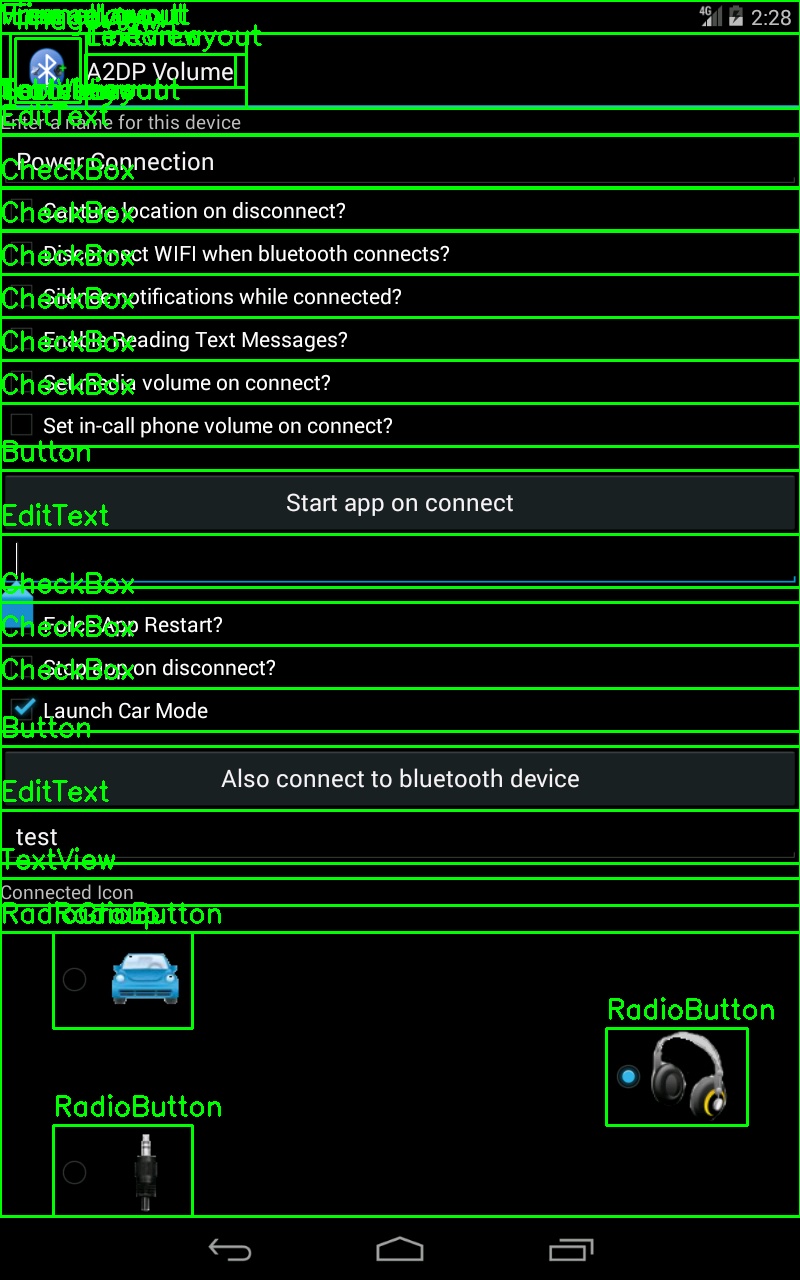 2:28
4G
TextView
A2DP Volume
EditText
Enter a name for this device
Power Connection
CheckBox
Capture location on disconnect?
CheckBox
Disconnect WIFI when bluetooth connects?
CheckBox
Silence notifications while connected?
CheckBox
Enable Reading Text Messages?
CheckBox
Set media volume on connect?
CheckBox
Set in-call phone volume on connect?
Button
Start app on connect
EditText
CheckBox
Force App Restart?
CheckBox
Stop app on disconnect?
CheckBox
Launch Car Mode
Button
Also connect to bluetooth device
EditText
test
TextView
Connected Icon
RadioGroup
RadioButton
RadioButton
RadioButton